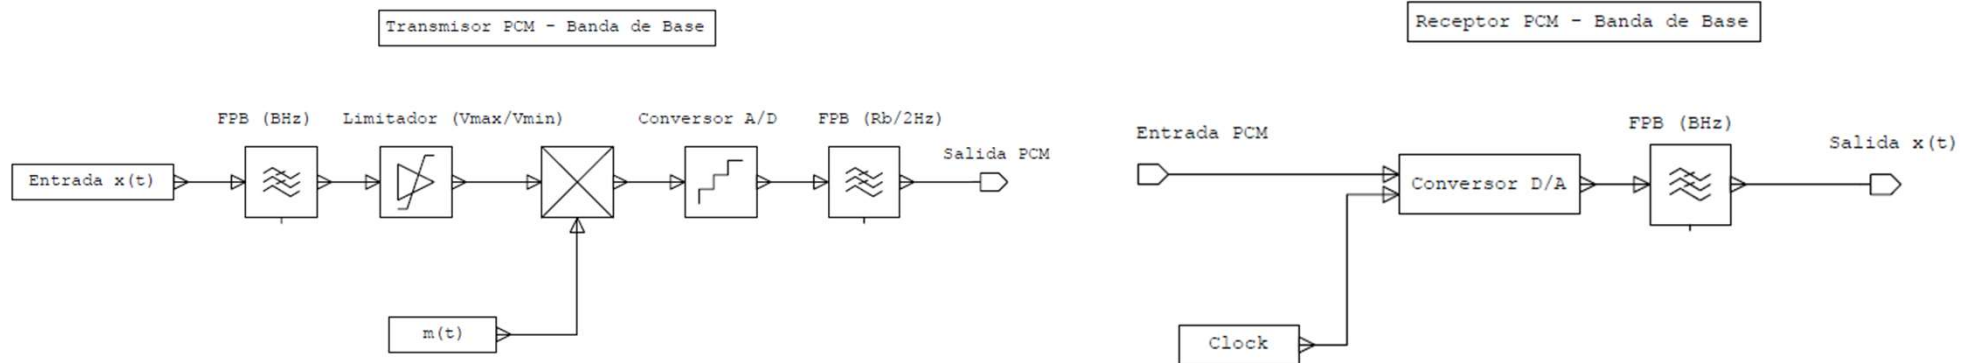 Transmisor PCM - Banda de Base
FPB (BHz)
Limitador (Vmax/Vmin)
Conversor A/D
FPB (Rb/2Hz)
Entrada x(t)
Salida PCM
m(t)
Receptor PCM - Banda de Base
Entrada PCM
FPB (BHz)
Salida x(t)
Conversor D/A
Clock